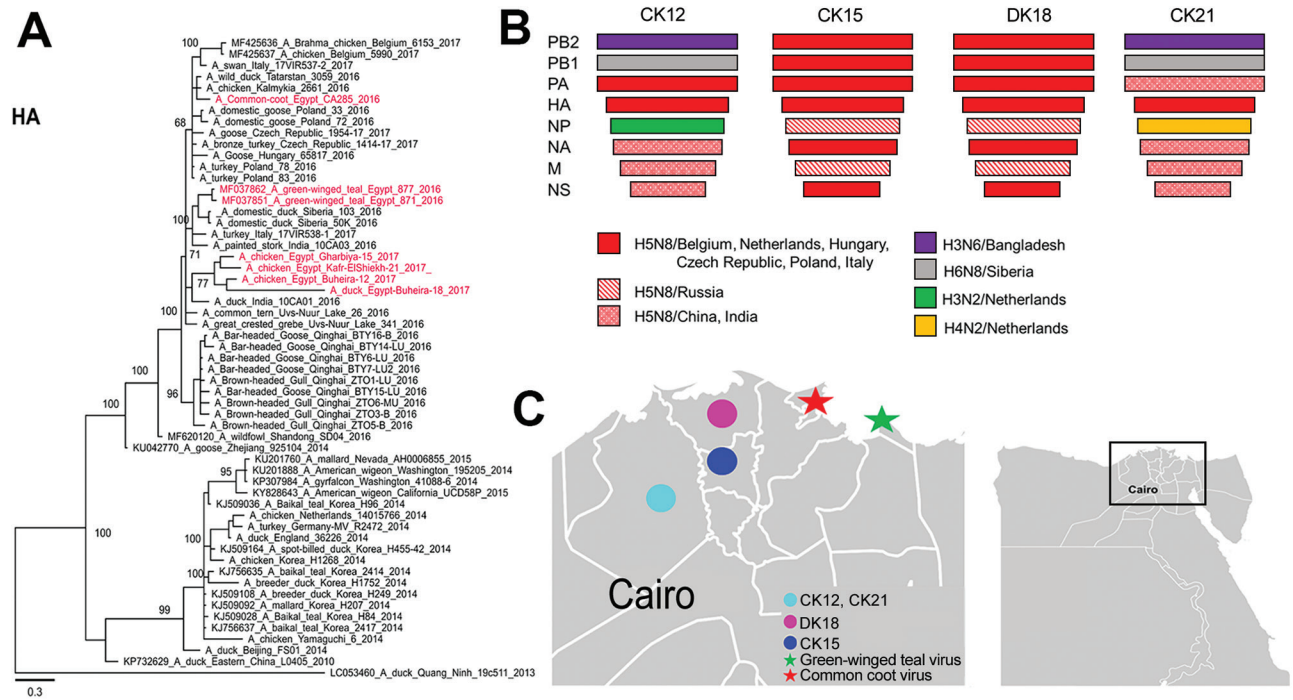 A
HA
MF425636_A_Brahma_chicken_Belgium_6153_2017
MF425637_A_chicken_Belgium_5990_2017
A_swan_Italy_17VIR537-2_2017
A_wild_duck_Tatarstan_3059_2016
A_chicken_Kalmykia_2661_2016
A_Common-coot_Egypt_CA285_2016
A_domestic_goose_Poland_33_2016
A_domestic_goose_Poland_72_2016
A_goose_Czech_Republic_1954-17_2017
A_bronze_turkey_Czech_Republic_1414-17_2017
A_Goose_Hungary_65817_2016
A_turkey_Poland_78_2016
A_turkey_Poland_83_2016
MF037862_A_green-winged_teal_Egypt_877_2016
MF037851_A_green-winged_teal_Egypt_871_2016
A_domestic_duck_Siberia_103_2016
A_domestic_duck_Siberia_50K_2016
A_turkey_Italy_17VIR538-1_2017
A_painted_stork_India_10CA03_2016
A_chicken_Egypt_Gharbiya-15_2017
A_chicken_Egypt_Kafr-ElShiekh-21_2017_
A_chicken_Egypt_Buheira-12_2017
A_duck_Egypt-Buheira-18_2017
A_duck_India_10CA01_2016
A_common_tern_Uvs-Nuur_Lake_26_2016
A_great_crested_grebe_Uvs-Nuur_Lake_341_2016
A_Bar-headed_Goose_Qinghai_BTY16-B_2016
A_Bar-headed_Goose_Qinghai_BTY14-LU_2016
A_Bar-headed_Goose_Qinghai_BTY6-LU_2016
A_Bar-headed_Goose_Qinghai_BTY7-LU2_2016
A_Brown-headed_Gull_Qinghai_ZTO1-LU_2016
A_Bar-headed_Goose_Qinghai_BTY15-LU_2016
A_Brown-headed_Gull_Qinghai_ZTO6-MU_2016
A_Brown-headed_Gull_Qinghai_ZTO3-B_2016
A_Brown-headed_Gull_Qinghai_ZTO5-B_2016
MF620120_A_wildfowl_Shandong_SD04_2016
KU042770_A_goose_Zhejiang_925104_2014
KU201760_A_mallard_Nevada_AH0006855_2015
KU201888_A_American_wigeon_Washington_195205_2014
KP307984_A_gyrfalcon_Washington_41088-6_2014
KY828643_A_American_wigeon_California_UCD58P_2015
KJ509036_A_Baikal_teal_Korea_H96_2014
A_chicken_Netherlands_14015766_2014
A_turkey_Germany-MV_R2472_2014
A_duck_England_36226_2014
KJ509164_A_spot-billed_duck_Korea_H455-42_2014
A_chicken_Korea_H1268_2014
KJ756635_A_baikal_teal_Korea_2414_2014
A_breeder_duck_Korea_H1752_2014
KJ509108_A_breeder_duck_Korea_H249_2014
KJ509092_A_mallard_Korea_H207_2014
KJ509028_A_Baikal_teal_Korea_H84_2014
KJ756637_A_baikal_teal_Korea_2417_2014
A_chicken_Yamaguchi_6_2014
A_duck_Beijing_FS01_2014
KP732629_A_duck_Eastern_China_L0405_2010
LC053460_A_duck_Quang_Ninh_19c511_2013
100
68
100
71
77
100
100
96
100
95
100
100
100
99
0.3
B
CK12 CK15 DK18 CK21
PB2
PB1
PA
HA
NP
NA
M
NS
H5N8/Belgium, Netherlands, Hungary,
Czech Republic, Poland, Italy
H5N8/Russia
H5N8/China, India
H3N6/Bangladesh
H6N8/Siberia
H3N2/Netherlands
H4N2/Netherlands
C
Cairo
CK12, CK21
DK18
CK15
Green-winged teal virus
Common coot virus
Cairo